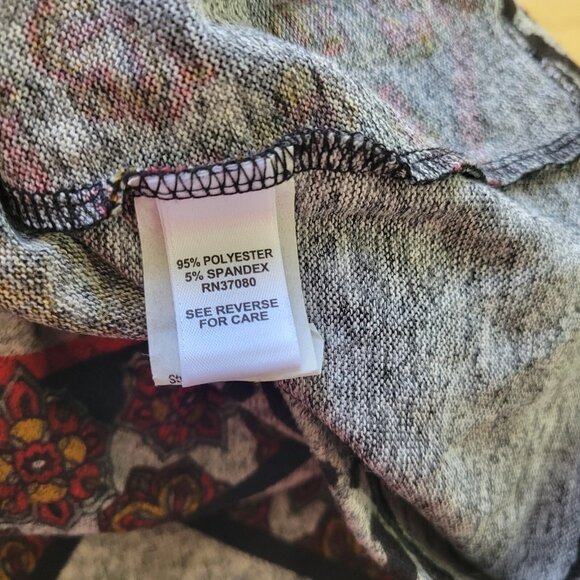 95% POLYESTER
5% SPANDEX
RN37080
SEE REVERSE
FOR CARE